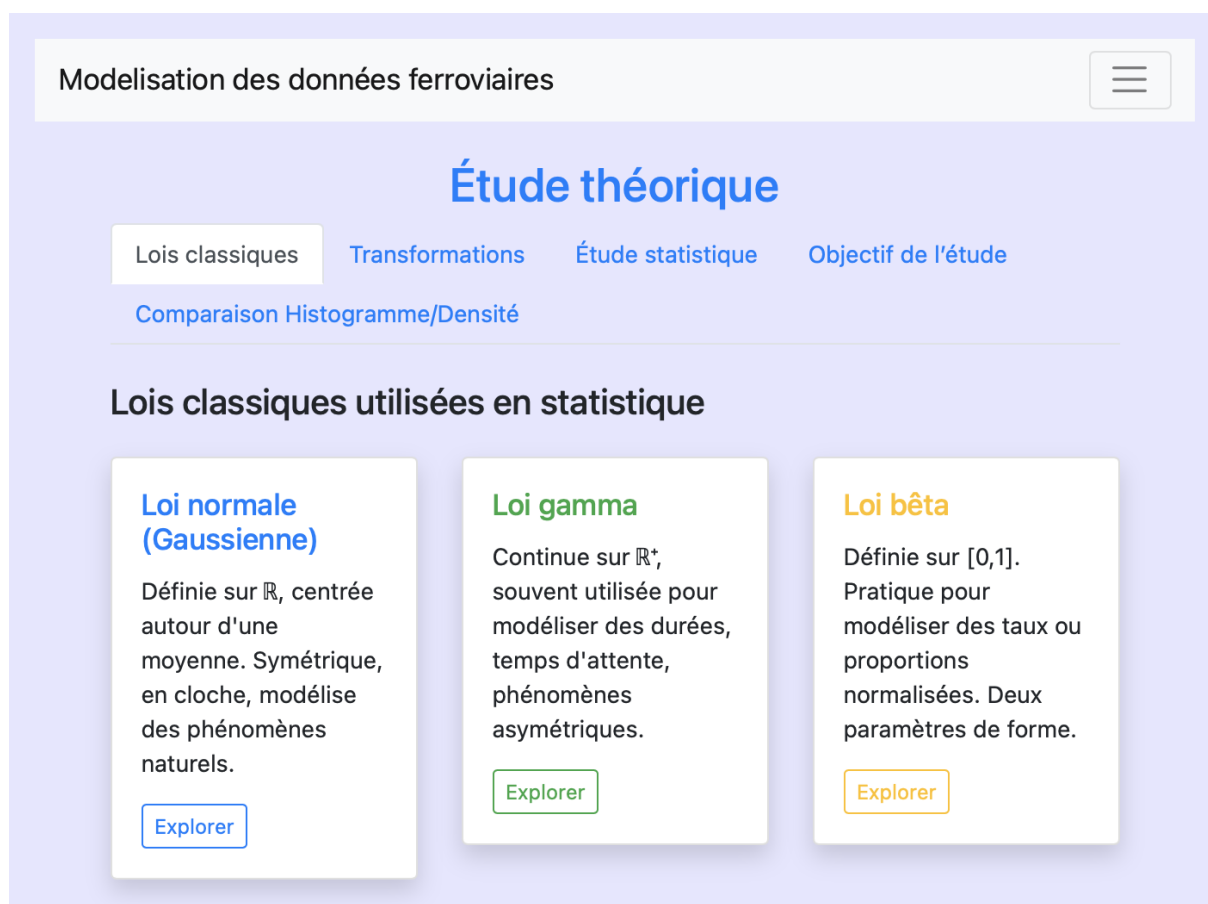 Modelisation des données ferroviaires
Étude théorique
Lois classiques Transformations Étude statistique Objectif de l’étude
Comparaison Histogramme/Densité
Lois classiques utilisées en statistique
Loi normale
(Gaussienne)
Définie sur ℝ, centrée
autour d'une
moyenne. Symétrique,
en cloche, modélise
des phénomènes
naturels.
Explorer
Loi gamma
Continue sur ℝ⁺,
souvent utilisée pour
modéliser des durées,
temps d'attente,
phénomènes
asymétriques.
Explorer
Loi bêta
Définie sur [0,1].
Pratique pour
modéliser des taux ou
proportions
normalisées. Deux
paramètres de forme.
Explorer